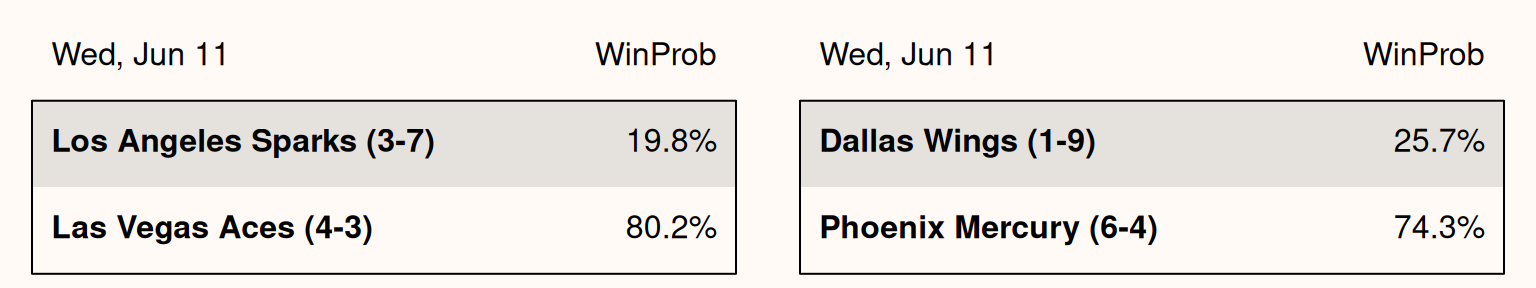 Wed, Jun 11 WinProb
Los Angeles Sparks (3-7) 19.8%
Las Vegas Aces (4-3) 80.2%
Wed, Jun 11 WinProb
Dallas Wings (1-9) 25.7%
Phoenix Mercury (6-4) 74.3%